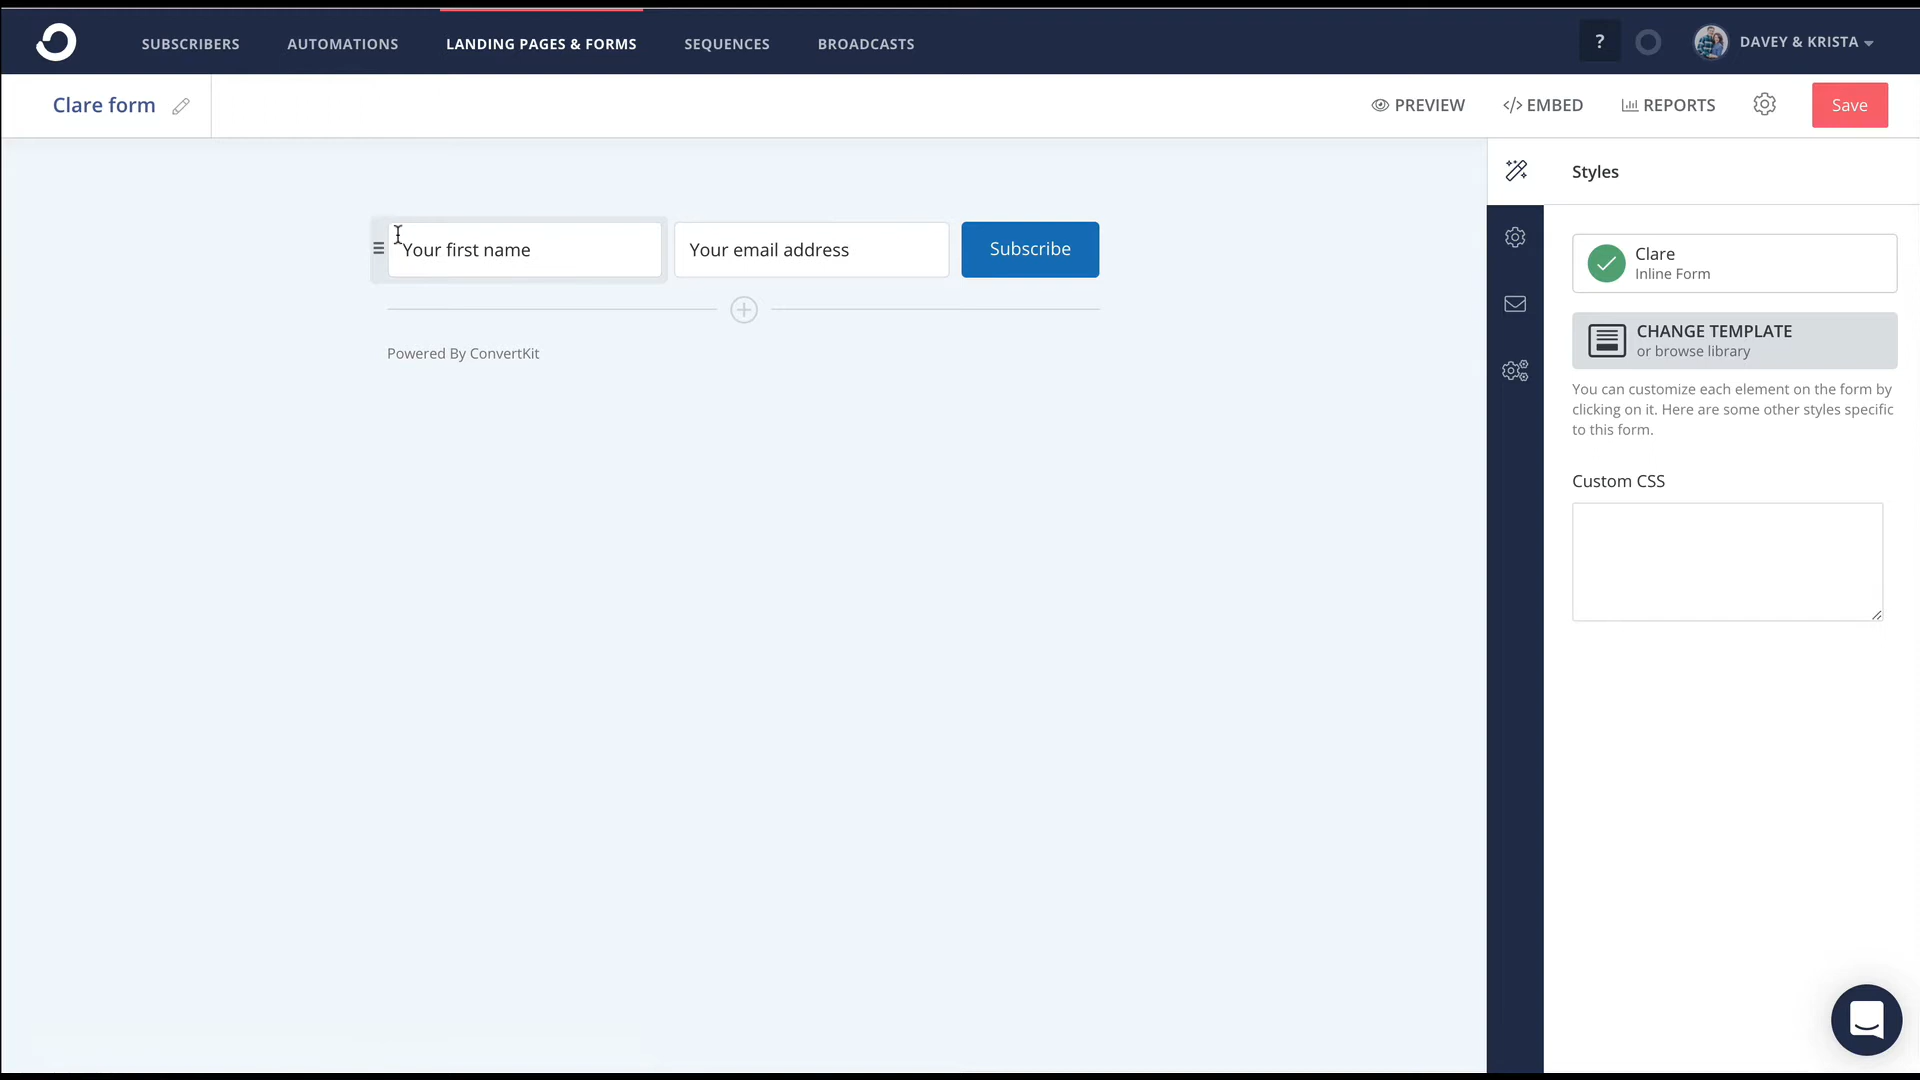 SUBSCRIBERS AUTOMATIONS LANDING PAGES & FORMS SEQUENCES BROADCASTS ? DAVEY & KRISTA
Clare form PREVIEW </> EMBED REPORTS Save
Styles
Your first name Your email address Subscribe
Powered By ConvertKit
Clare
Inline Form
CHANGE TEMPLATE
or browse library
You can customize each element on the form by
clicking on it. Here are some other styles specific
to this form.
Custom CSS